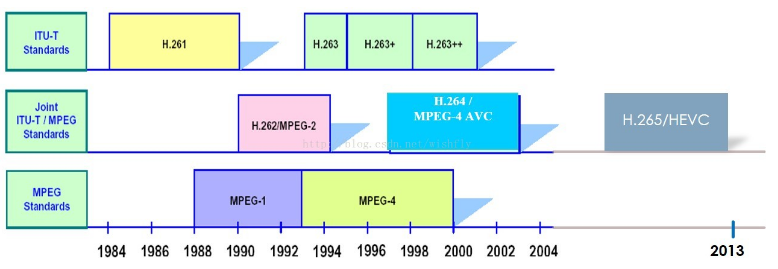 ITU-T
Standards
H.261
H.263
H.263+
H.263++
Joint
ITU-T / MPEG
Standards
H.262/MPEG-2
H.264 /
MPEG-4 AVC
H.265/HEVC
http://blog.csdn.net/wishfly
MPEG
Standards
MPEG-1
MPEG-4
1984 1986 1988 1990 1992 1994 1996 1998 2000 2002 2004 2013